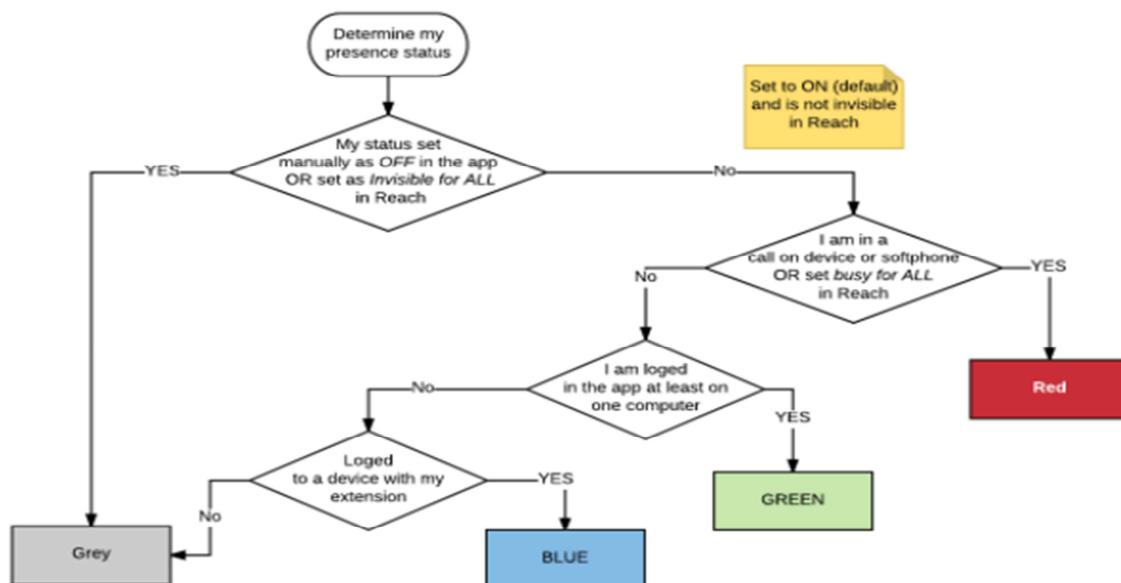 Determine my
presence status
Set to ON (default)
and is not invisible
in Reach
My status set
manually as OFF in the app
OR set as Invisible for ALL
in Reach
YES
No
I am in a
call on device or softphone
OR set busy for ALL
in Reach
No
YES
I am loged
in the app at least on
one computer
Red
No
YES
Loged
to a device with my
extension
YES
GREEN
No
Grey
BLUE